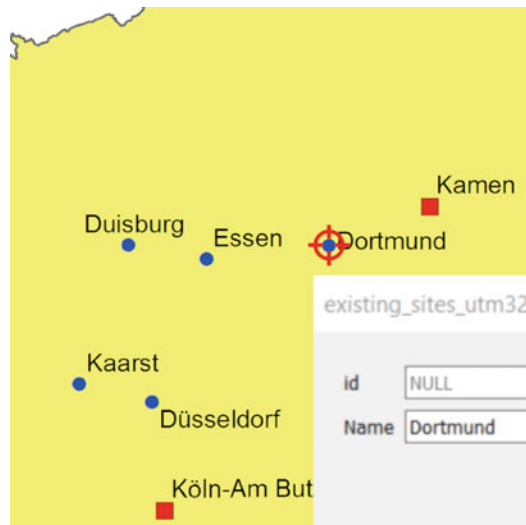 Kamen
Duisburg
Essen
Dortmund
existing_sites_utm32
id NULL
Name Dortmund
Kaarst
Düsseldorf
Köln-Am But